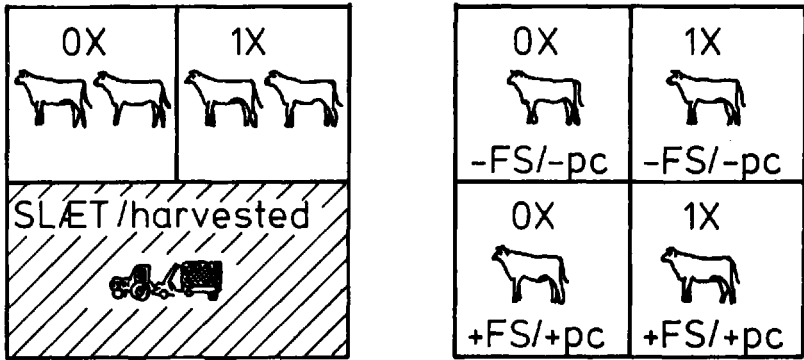 0X 1X
SLÆT/harvested
0X 1X
-FS/-pc -FS/-pc
0X 1X
+FS/+pc +FS/+pc